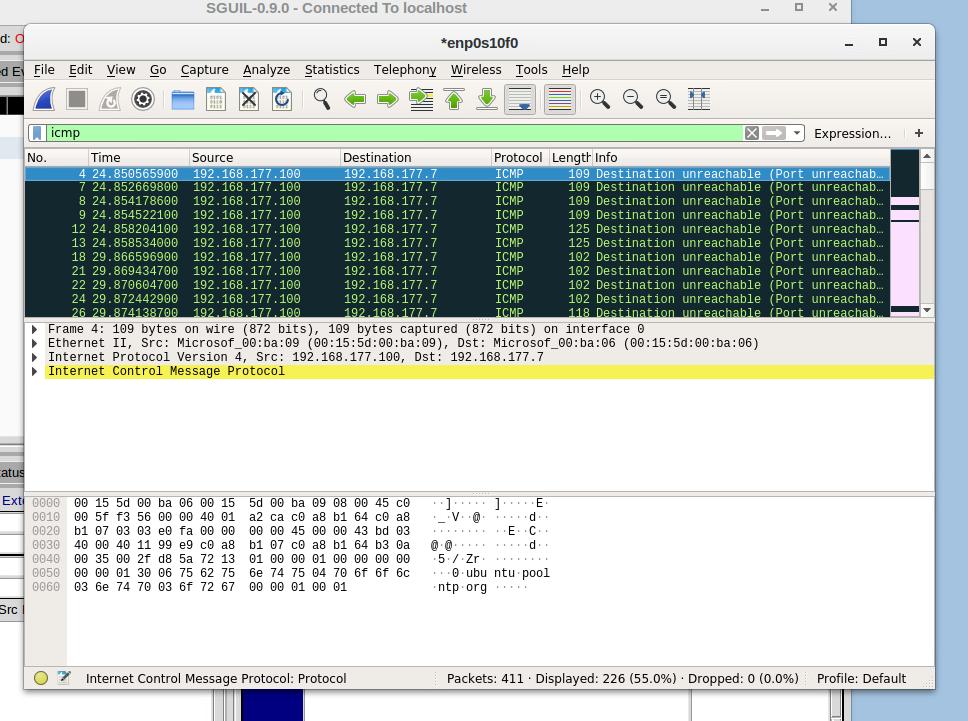 SGUIL-0.9.0 - Connected To localhost
d: O
ed Ev
*enp0s10f0
File Edit View Go Capture Analyze Statistics Telephony Wireless Tools Help
icmp Expression… +
No. Time Source Destination Protocol Length Info
4 24.850565900 192.168.177.100 192.168.177.7 ICMP 109 Destination unreachable (Port unreachab…
7 24.852669800 192.168.177.100 192.168.177.7 ICMP 109 Destination unreachable (Port unreachab…
8 24.854178600 192.168.177.100 192.168.177.7 ICMP 109 Destination unreachable (Port unreachab…
9 24.854522100 192.168.177.100 192.168.177.7 ICMP 109 Destination unreachable (Port unreachab…
12 24.858204100 192.168.177.100 192.168.177.7 ICMP 125 Destination unreachable (Port unreachab…
13 24.858534000 192.168.177.100 192.168.177.7 ICMP 125 Destination unreachable (Port unreachab…
18 29.866596900 192.168.177.100 192.168.177.7 ICMP 102 Destination unreachable (Port unreachab…
21 29.869434700 192.168.177.100 192.168.177.7 ICMP 102 Destination unreachable (Port unreachab…
22 29.870604700 192.168.177.100 192.168.177.7 ICMP 102 Destination unreachable (Port unreachab…
24 29.872442900 192.168.177.100 192.168.177.7 ICMP 102 Destination unreachable (Port unreachab…
26 29.874138700 192.168.177.100 192.168.177.7 ICMP 118 Destination unreachable (Port unreachab…
Frame 4: 109 bytes on wire (872 bits), 109 bytes captured (872 bits) on interface 0
Ethernet II, Src: Microsof_00:ba:09 (00:15:5d:00:ba:09), Dst: Microsof_00:ba:06 (00:15:5d:00:ba:06)
Internet Protocol Version 4, Src: 192.168.177.100, Dst: 192.168.177.7
Internet Control Message Protocol
tatus
Exte
Src I
0000 00 15 5d 00 ba 06 00 15 5d 00 ba 09 08 00 45 c0 ··]····· ]·····E·
0010 00 5f f3 56 00 00 40 01 a2 ca c0 a8 b1 64 c0 a8 ·_·V··@· ·····d··
0020 b1 07 03 03 e0 fa 00 00 00 00 45 00 00 43 bd 03 ········ ··E··C··
0030 40 00 40 11 99 e9 c0 a8 b1 07 c0 a8 b1 64 b3 0a @·@····· ·····d··
0040 00 35 00 2f d8 5a 72 13 01 00 00 01 00 00 00 00 ·5·/·Zr· ········
0050 00 00 01 30 06 75 62 75 6e 74 75 04 70 6f 6f 6c ···0·ubu ntu·pool
0060 03 6e 74 70 03 6f 72 67 00 00 01 00 01 ·ntp·org ·····
Internet Control Message Protocol: Protocol Packets: 411 · Displayed: 226 (55.0%) · Dropped: 0 (0.0%) Profile: Default